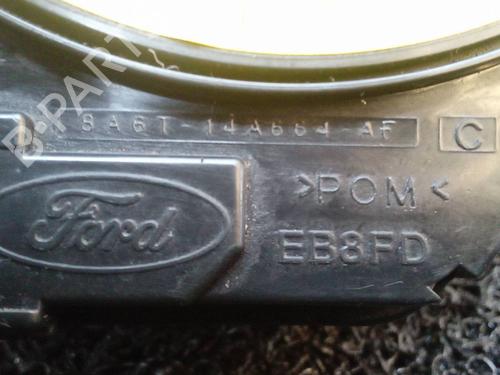 B-PARTS
8A6T-14A664-AF C
Ford >POM<
EB8FD